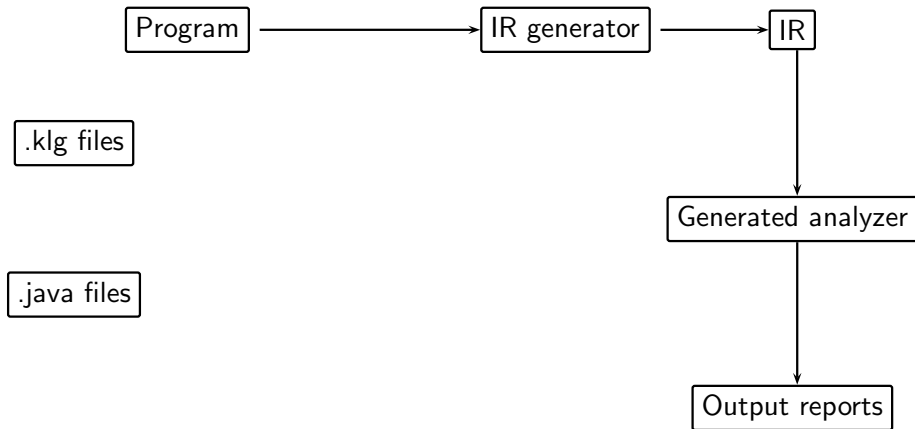 Program
IR generator
IR
.klg files
Generated analyzer
.java files
Output reports